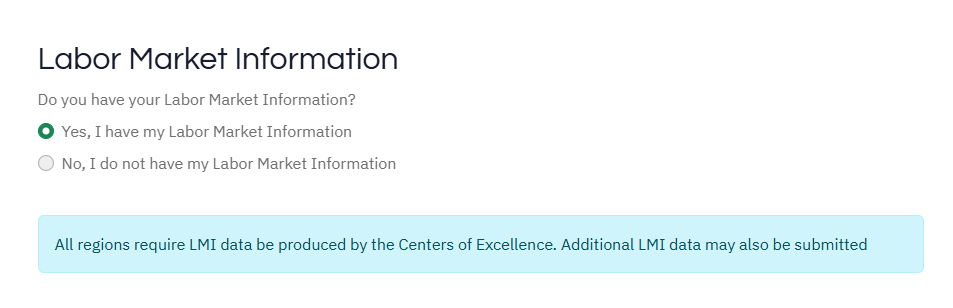 Labor Market Information
Do you have your Labor Market Information?
Yes, I have my Labor Market Information
No, I do not have my Labor Market Information
All regions require LMI data be produced by the Centers of Excellence. Additional LMI data may also be submitted